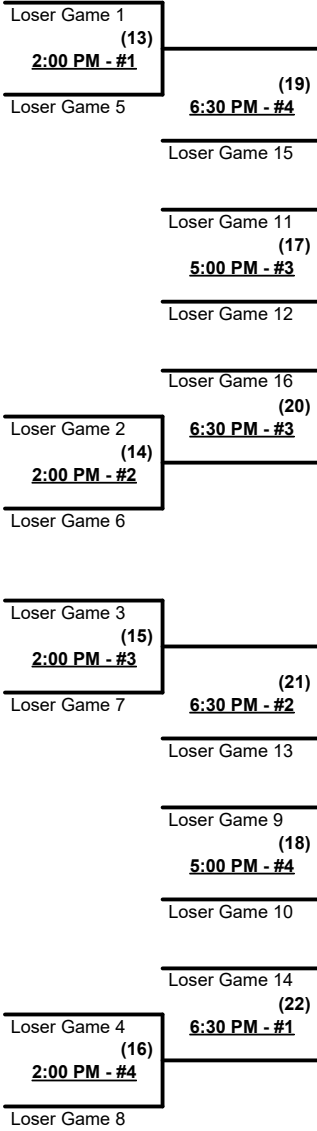 Loser Game 1
(13)
2:00 PM - #1
Loser Game 5
(19)
6:30 PM - #4
Loser Game 15
Loser Game 11
(17)
5:00 PM - #3
Loser Game 12
Loser Game 16
(20)
6:30 PM - #3
Loser Game 2
(14)
2:00 PM - #2
Loser Game 6
Loser Game 3
(15)
2:00 PM - #3
Loser Game 7
(21)
6:30 PM - #2
Loser Game 13
Loser Game 9
(18)
5:00 PM - #4
Loser Game 10
Loser Game 14
(22)
6:30 PM - #1
Loser Game 4
(16)
2:00 PM - #4
Loser Game 8